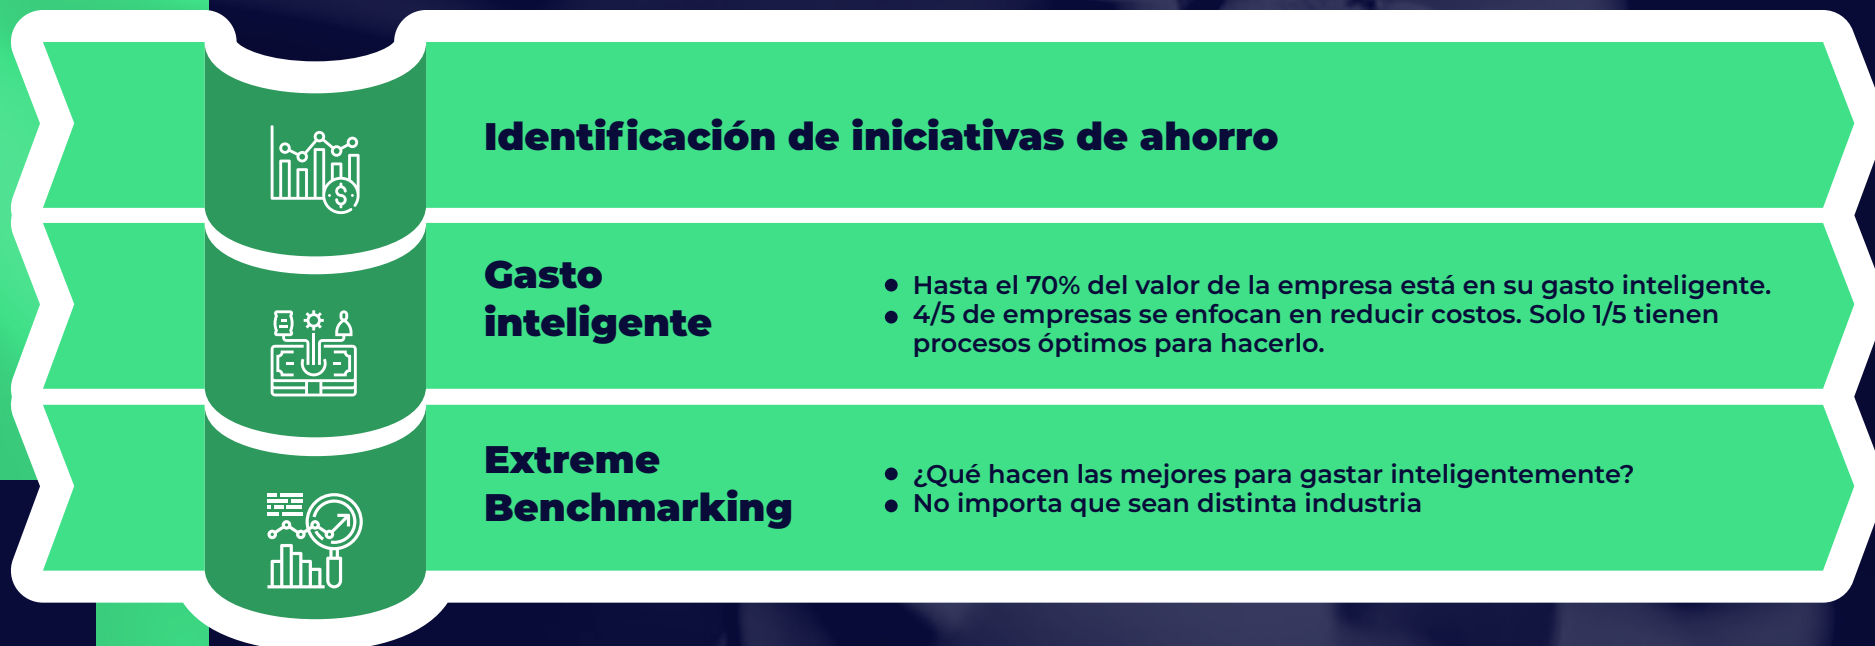 Identificación de iniciativas de ahorro
Gasto
inteligente
● Hasta el 70% del valor de la empresa está en su gasto inteligente.
● 4/5 de empresas se enfocan en reducir costos. Solo 1/5 tienen
procesos óptimos para hacerlo.
Extreme
Benchmarking
● ¿Qué hacen las mejores para gastar inteligentemente?
● No importa que sean distinta industria